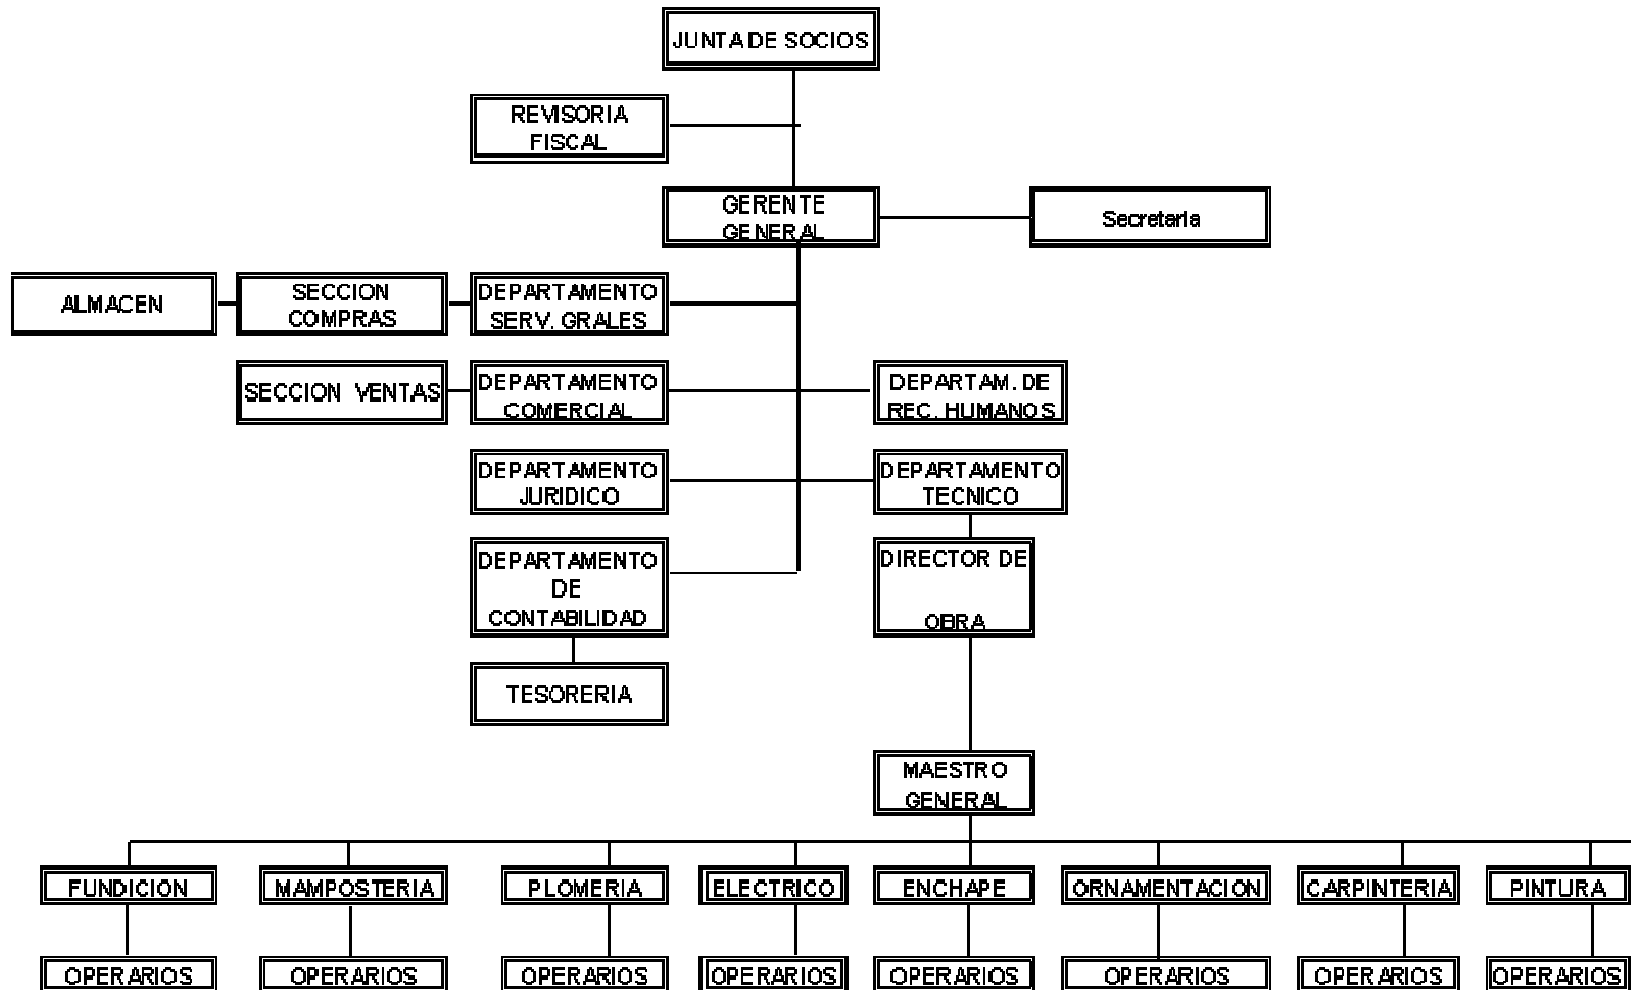 JUNTA DE SOCIOS
REVISORIA
FISCAL
GERENTE
GENERAL
Secretaria
ALMACEN
SECCION
COMPRAS
DEPARTAMENTO
SERV. GRALES
SECCION VENTAS
DEPARTAMENTO
COMERCIAL
DEPARTAM. DE
REC. HUMANOS
DEPARTAMENTO
JURIDICO
DEPARTAMENTO
TECNICO
DEPARTAMENTO
DE
CONTABILIDAD
DIRECTOR DE
OBRA
TESORERIA
MAESTRO
GENERAL
FUNDICION
MAMPOSTERIA
PLOMERIA
ELECTRICO
ENCHAPE
ORNAMENTACION
CARPINTERIA
PINTURA
OPERARIOS
OPERARIOS
OPERARIOS
OPERARIOS
OPERARIOS
OPERARIOS
OPERARIOS
OPERARIOS